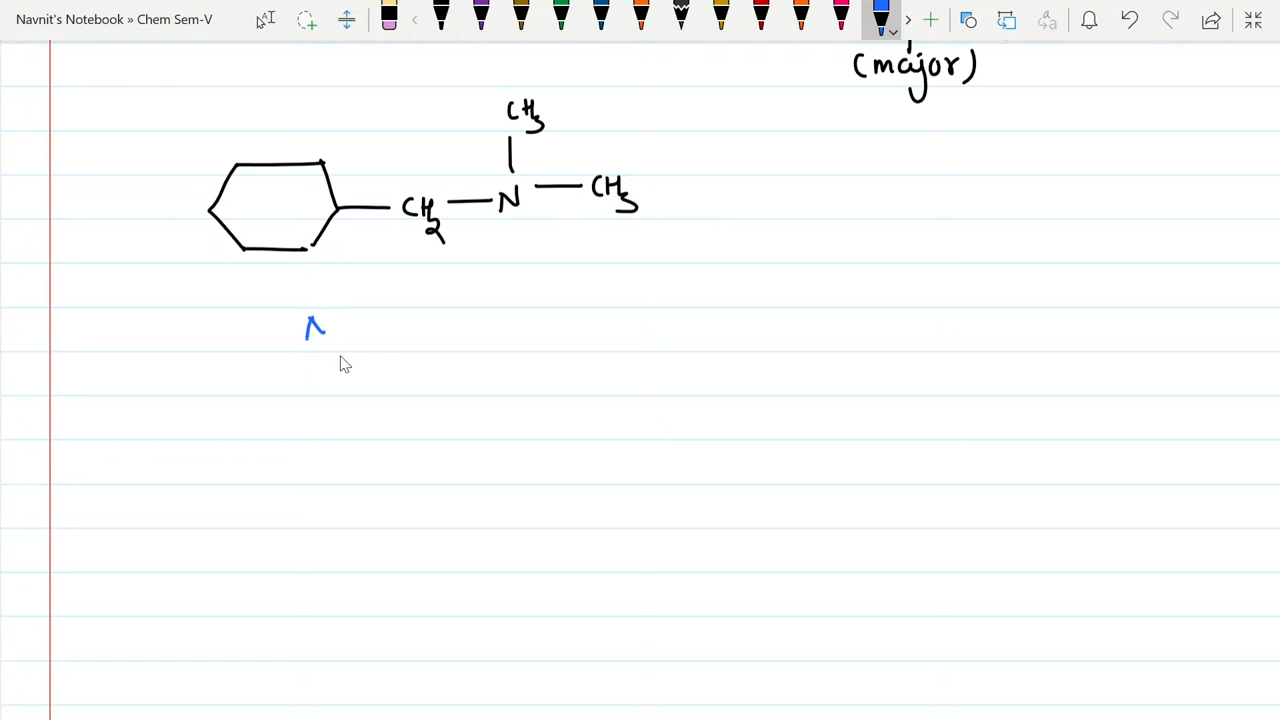 Navnit's Notebook » Chem Sem-V
(major)
CH3
CH2 — N — CH3